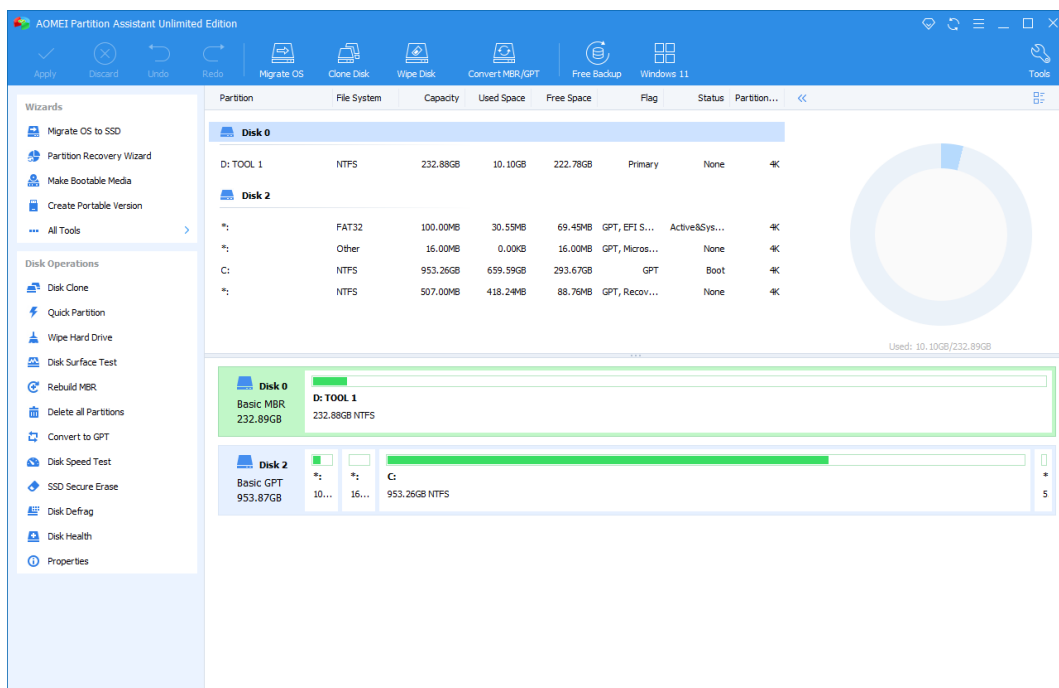 AOMEI Partition Assistant Unlimited Edition
Apply Discard Undo Redo Migrate OS Clone Disk Wipe Disk Convert MBR/GPT Free Backup Windows 11 Tools
Wizards
Migrate OS to SSD
Partition Recovery Wizard
Make Bootable Media
Create Portable Version
All Tools
Disk Operations
Disk Clone
Quick Partition
Wipe Hard Drive
Disk Surface Test
Rebuild MBR
Delete all Partitions
Convert to GPT
Disk Speed Test
SSD Secure Erase
Disk Defrag
Disk Health
Properties
Partition File System Capacity Used Space Free Space Flag Status Partition...
Disk 0
D: TOOL 1 NTFS 232.88GB 10.10GB 222.78GB Primary None 4K
Disk 2
*: FAT32 100.00MB 30.55MB 69.45MB GPT, EFI S... Active&Sys... 4K
*: Other 16.00MB 0.00KB 16.00MB GPT, Micros... None 4K
C: NTFS 953.26GB 659.59GB 293.67GB GPT Boot 4K
*: NTFS 507.00MB 418.24MB 88.76MB GPT, Recov... None 4K
Used: 10.10GB/232.89GB
Disk 0
Basic MBR
232.89GB
D: TOOL 1
232.88GB NTFS
Disk 2
Basic GPT
953.87GB
*: *: C: *
10... 16... 953.26GB NTFS 5